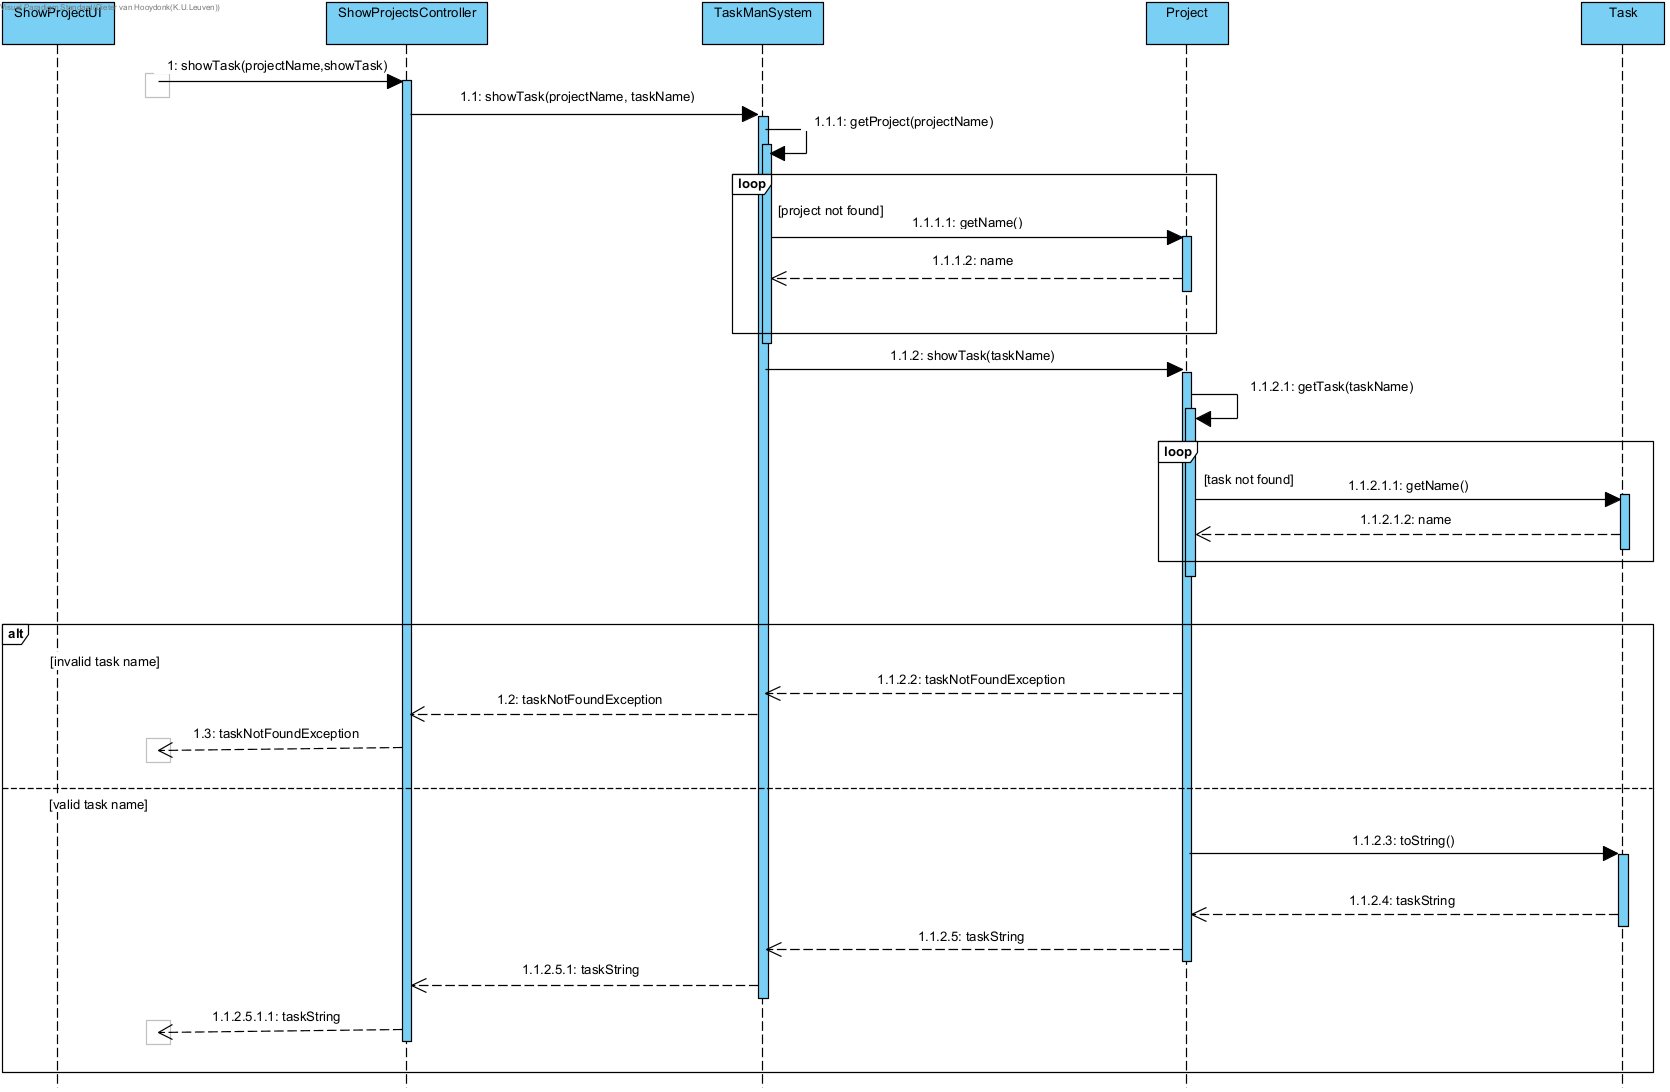 Visual Paradigm Standard(Pieter van Hooydonk(K.U.Leuven))
ShowProjectUI
ShowProjectsController
TaskManSystem
Project
Task
1: showTask(projectName,showTask)
1.1: showTask(projectName, taskName)
1.1.1: getProject(projectName)
loop
[project not found]
1.1.1.1: getName()
1.1.1.2: name
1.1.2: showTask(taskName)
1.1.2.1: getTask(taskName)
loop
[task not found]
1.1.2.1.1: getName()
1.1.2.1.2: name
alt
[invalid task name]
1.1.2.2: taskNotFoundException
1.2: taskNotFoundException
1.3: taskNotFoundException
[valid task name]
1.1.2.3: toString()
1.1.2.4: taskString
1.1.2.5: taskString
1.1.2.5.1: taskString
1.1.2.5.1.1: taskString